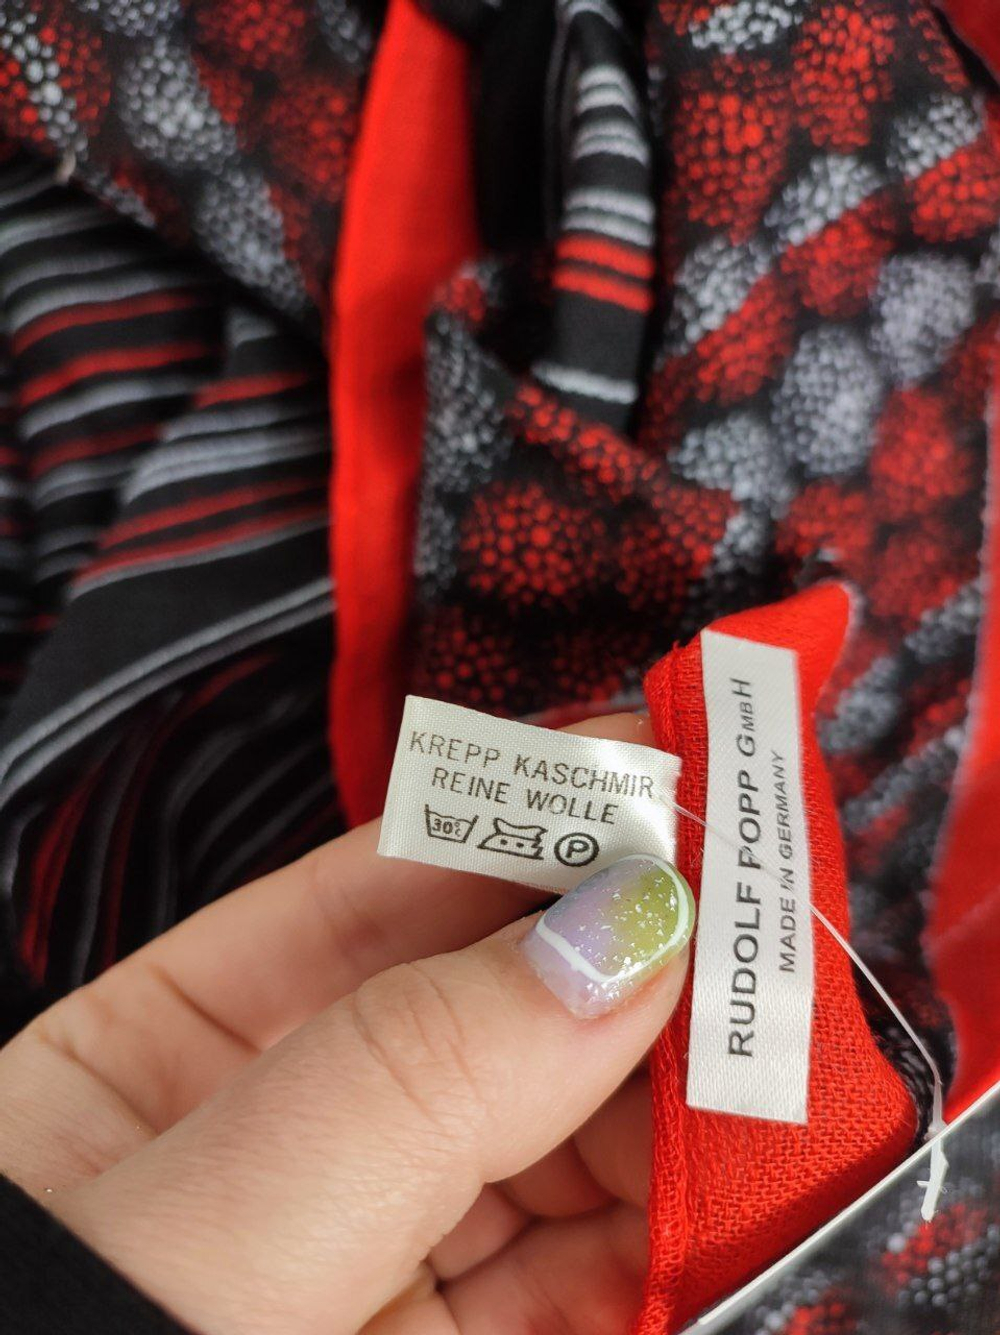 KREPP KASCHMIR
REINE WOLLE
30°
P
RUDOLF POPP GMBH
MADE IN GERMANY